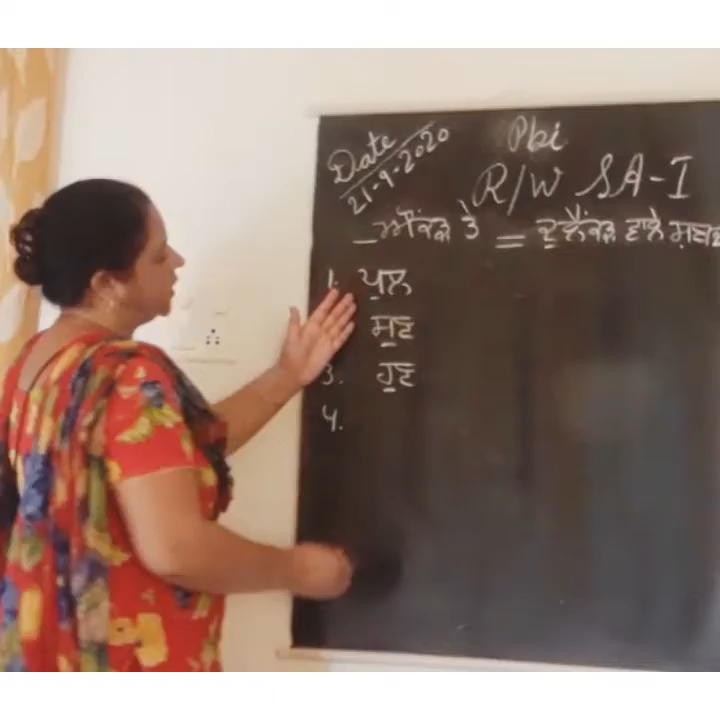 Date
21-9-2020
Pbi
R/W SA-I
_ ਔਂਕੜ ਤੇ = ਦੁਲੈਂਕੜ ਵਾਲੇ ਸ਼ਬਦ
1. ਪੁਲ
ਸੁਣ
3. ਹੁਣ
4.